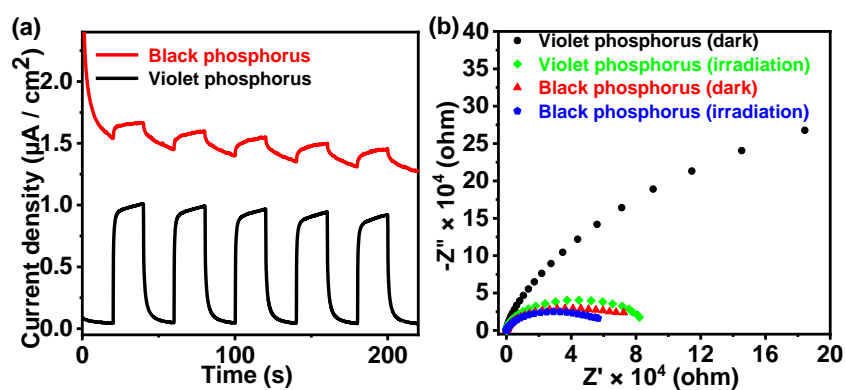 (a)
Black phosphorus
Violet phosphorus
Current density (µA / cm²)
2.0
1.5
1.0
0.5
0.0
0
100
200
Time (s)
(b)
Violet phosphorus (dark)
Violet phosphorus (irradiation)
Black phosphorus (dark)
Black phosphorus (irradiation)
-Z" × 10⁴ (ohm)
40
35
30
25
20
15
10
5
0
0
4
8
12
16
20
Z' × 10⁴ (ohm)